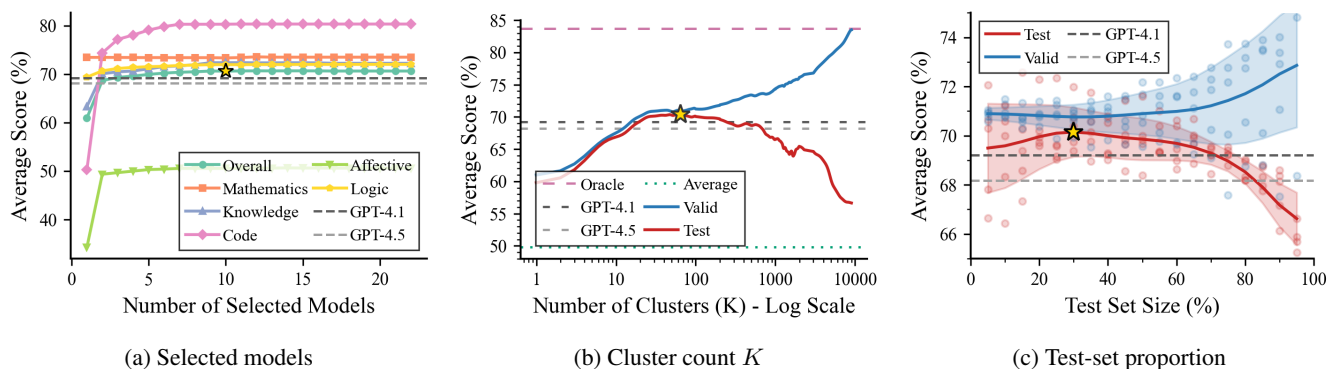 Average Score (%)
80
70
60
50
40
0
5
10
15
20
Number of Selected Models
Overall
Mathematics
Knowledge
Code
Affective
Logic
GPT-4.1
GPT-4.5
(a) Selected models
Average Score (%)
85
80
75
70
65
60
55
50
1
10
100
1000
10000
Number of Clusters (K) - Log Scale
Oracle
GPT-4.1
GPT-4.5
Average
Valid
Test
(b) Cluster count K
Average Score (%)
74
72
70
68
66
0
20
40
60
80
100
Test Set Size (%)
Test
Valid
GPT-4.1
GPT-4.5
(c) Test-set proportion